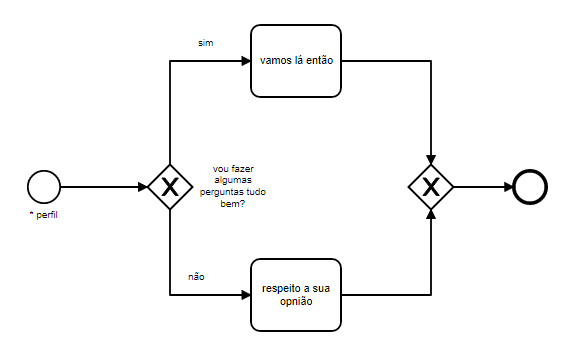 sim
vamos lá então
vou fazer
algumas
perguntas tudo
bem?
* perfil
não
respeito a sua
opnião